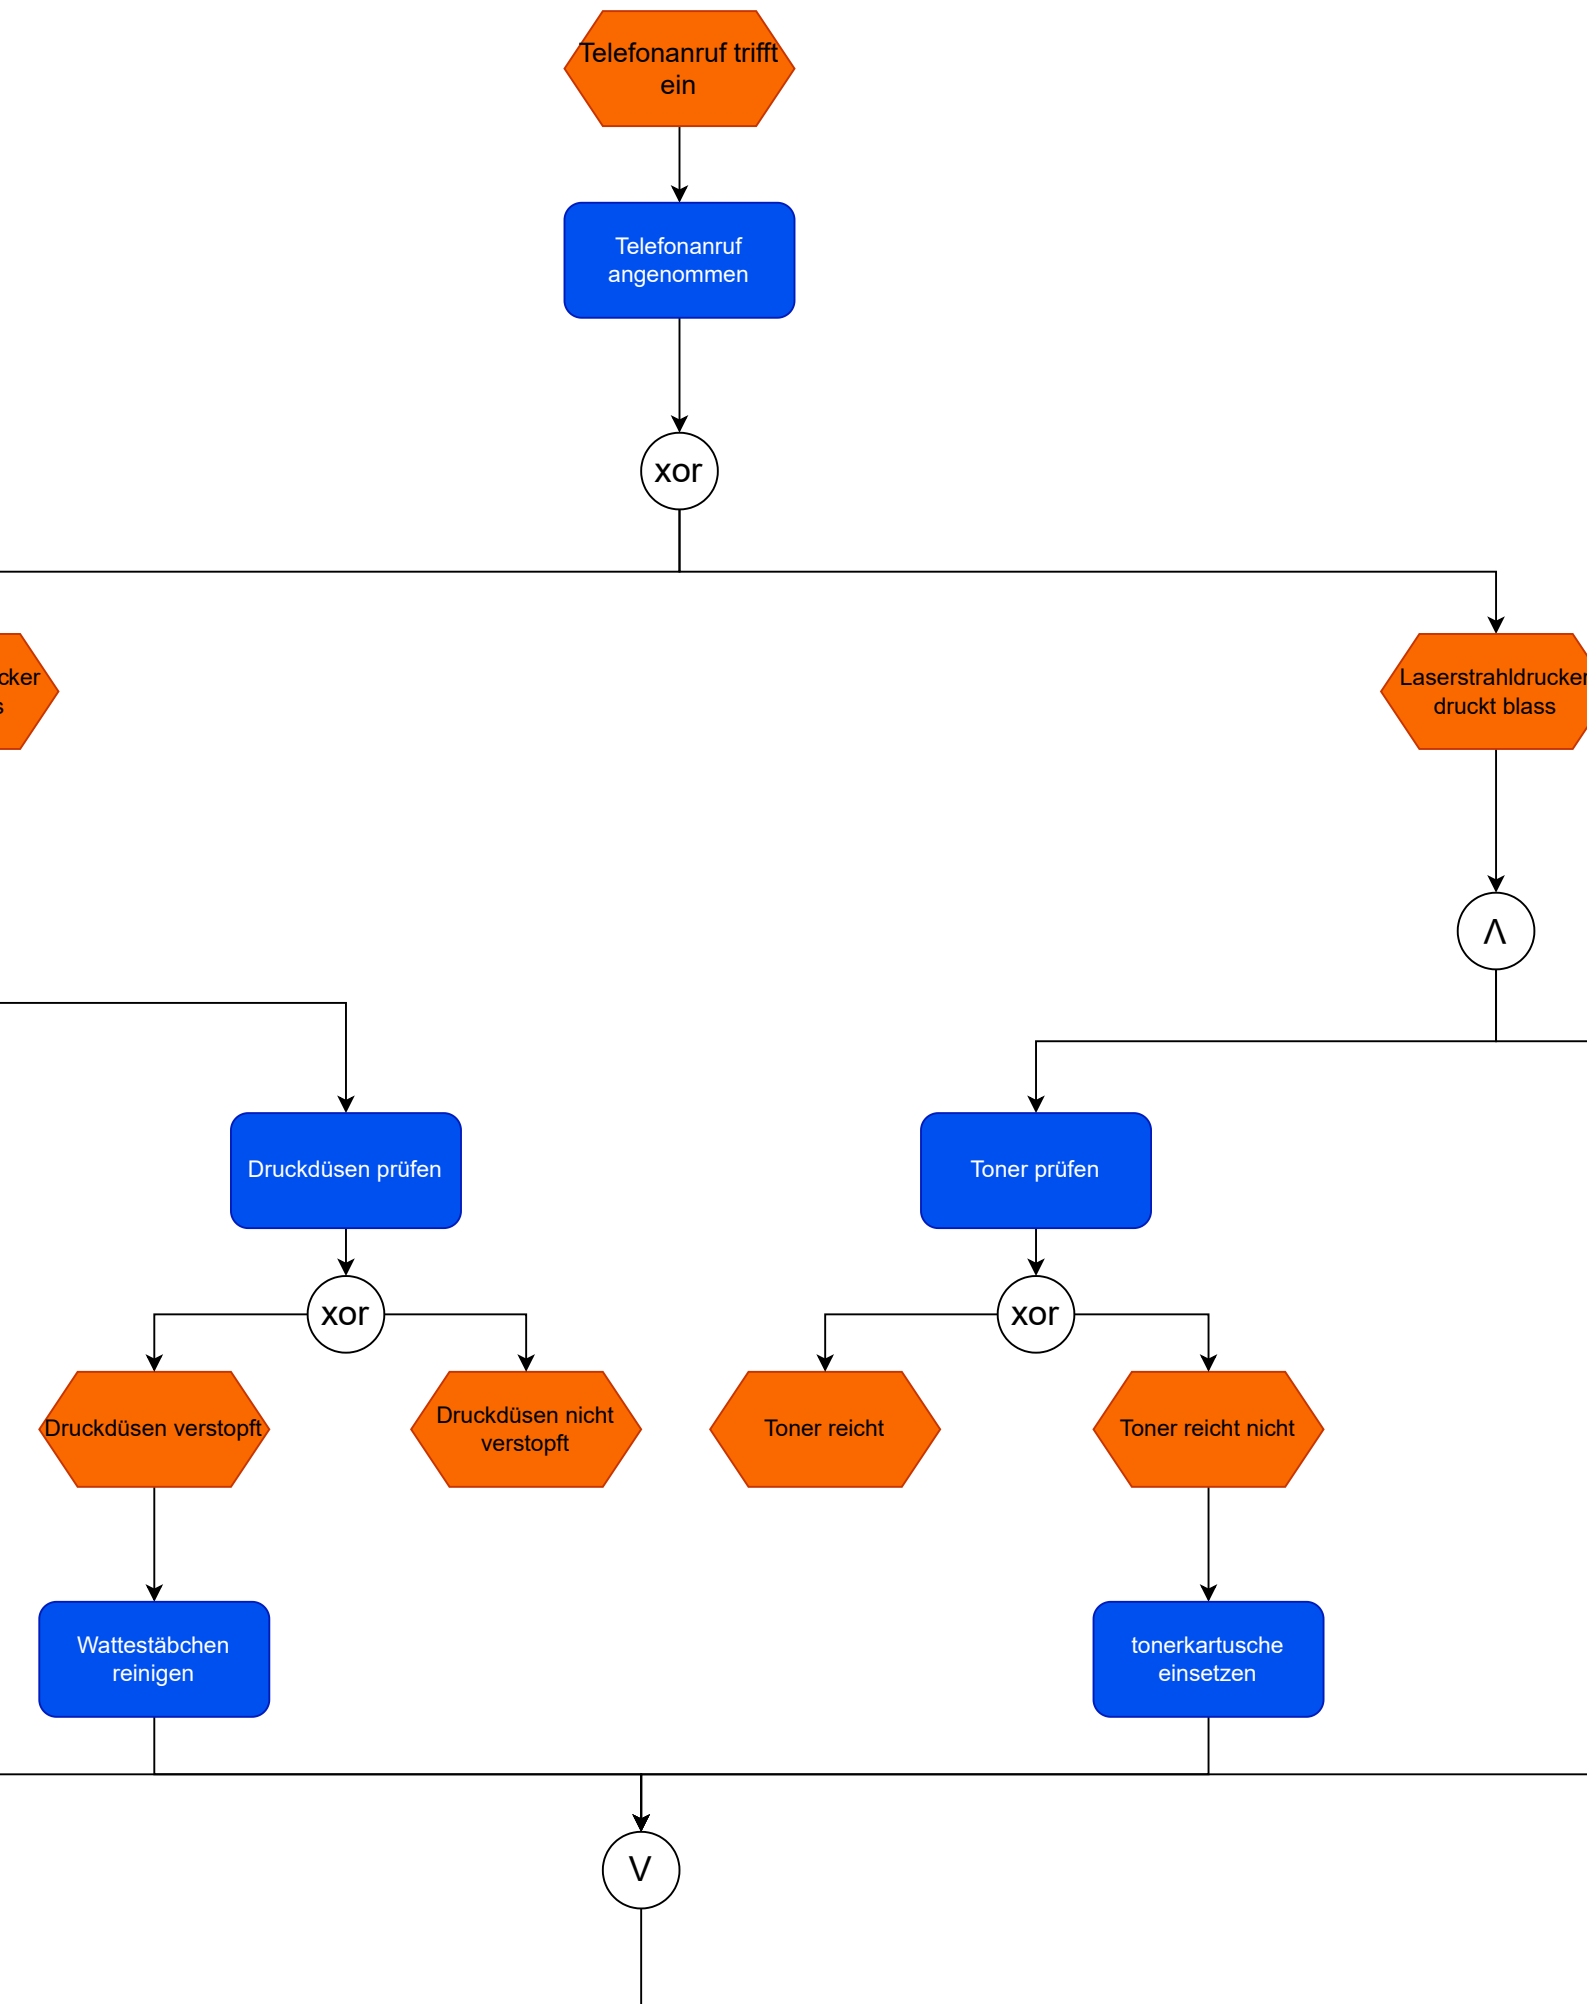 Telefonanruf trifft
ein
Telefonanruf
angenommen
xor
Laserstrahldrucker
druckt blass
Λ
Druckdüsen prüfen
Toner prüfen
xor
xor
Druckdüsen verstopft
Druckdüsen nicht
verstopft
Toner reicht
Toner reicht nicht
Wattestäbchen
reinigen
tonerkartusche
einsetzen
V